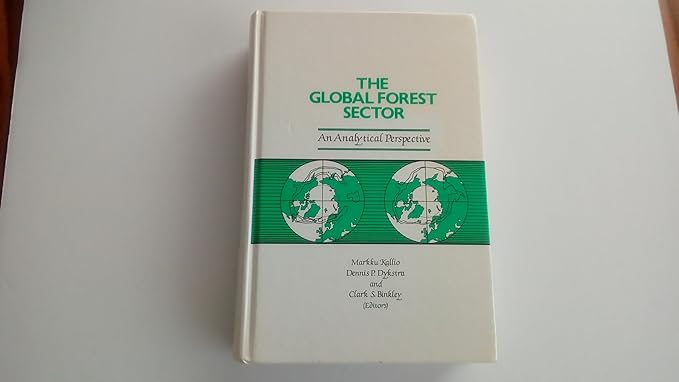 THE
GLOBAL FOREST
SECTOR
An Analytical Perspective
Markku Kallio
Dennis P. Dykstra
and
Clark S. Binkley
(Editors)